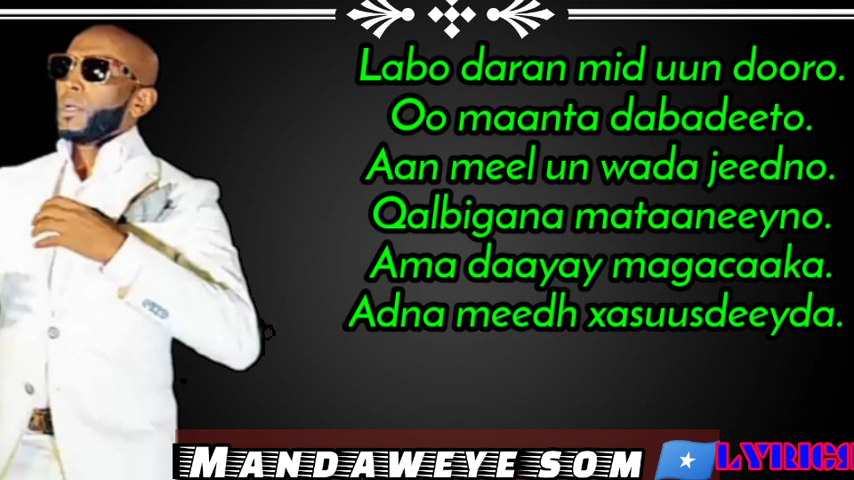 Labo daran mid uun dooro.
Oo maanta dabadeeto.
Aan meel un wada jeedno.
Qalbigana mataaneeyno.
Ama daayay magacaaka.
Adna meedh xasuusdeeyda.
MANDAWEYE SOM